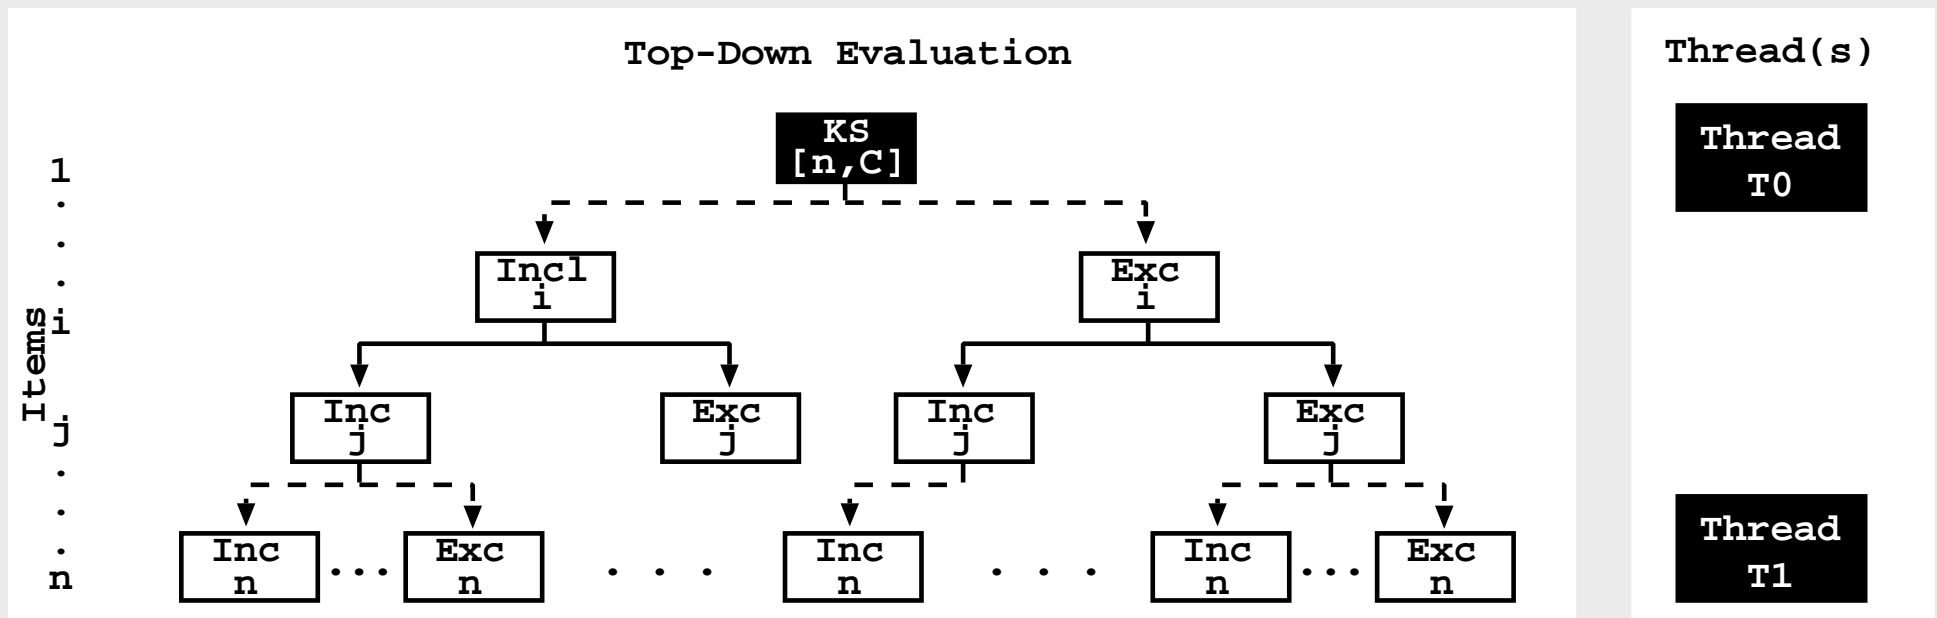 Top-Down Evaluation
Thread(s)
KS
[n,C]
Thread
T0
Items
1
.
.
.
i
j
.
.
.
n
Incl
i
Exc
i
Inc
j
Exc
j
Inc
j
Exc
j
Inc
n
...
Exc
n
. . .
Inc
n
. . .
Inc
n
...
Exc
n
Thread
T1